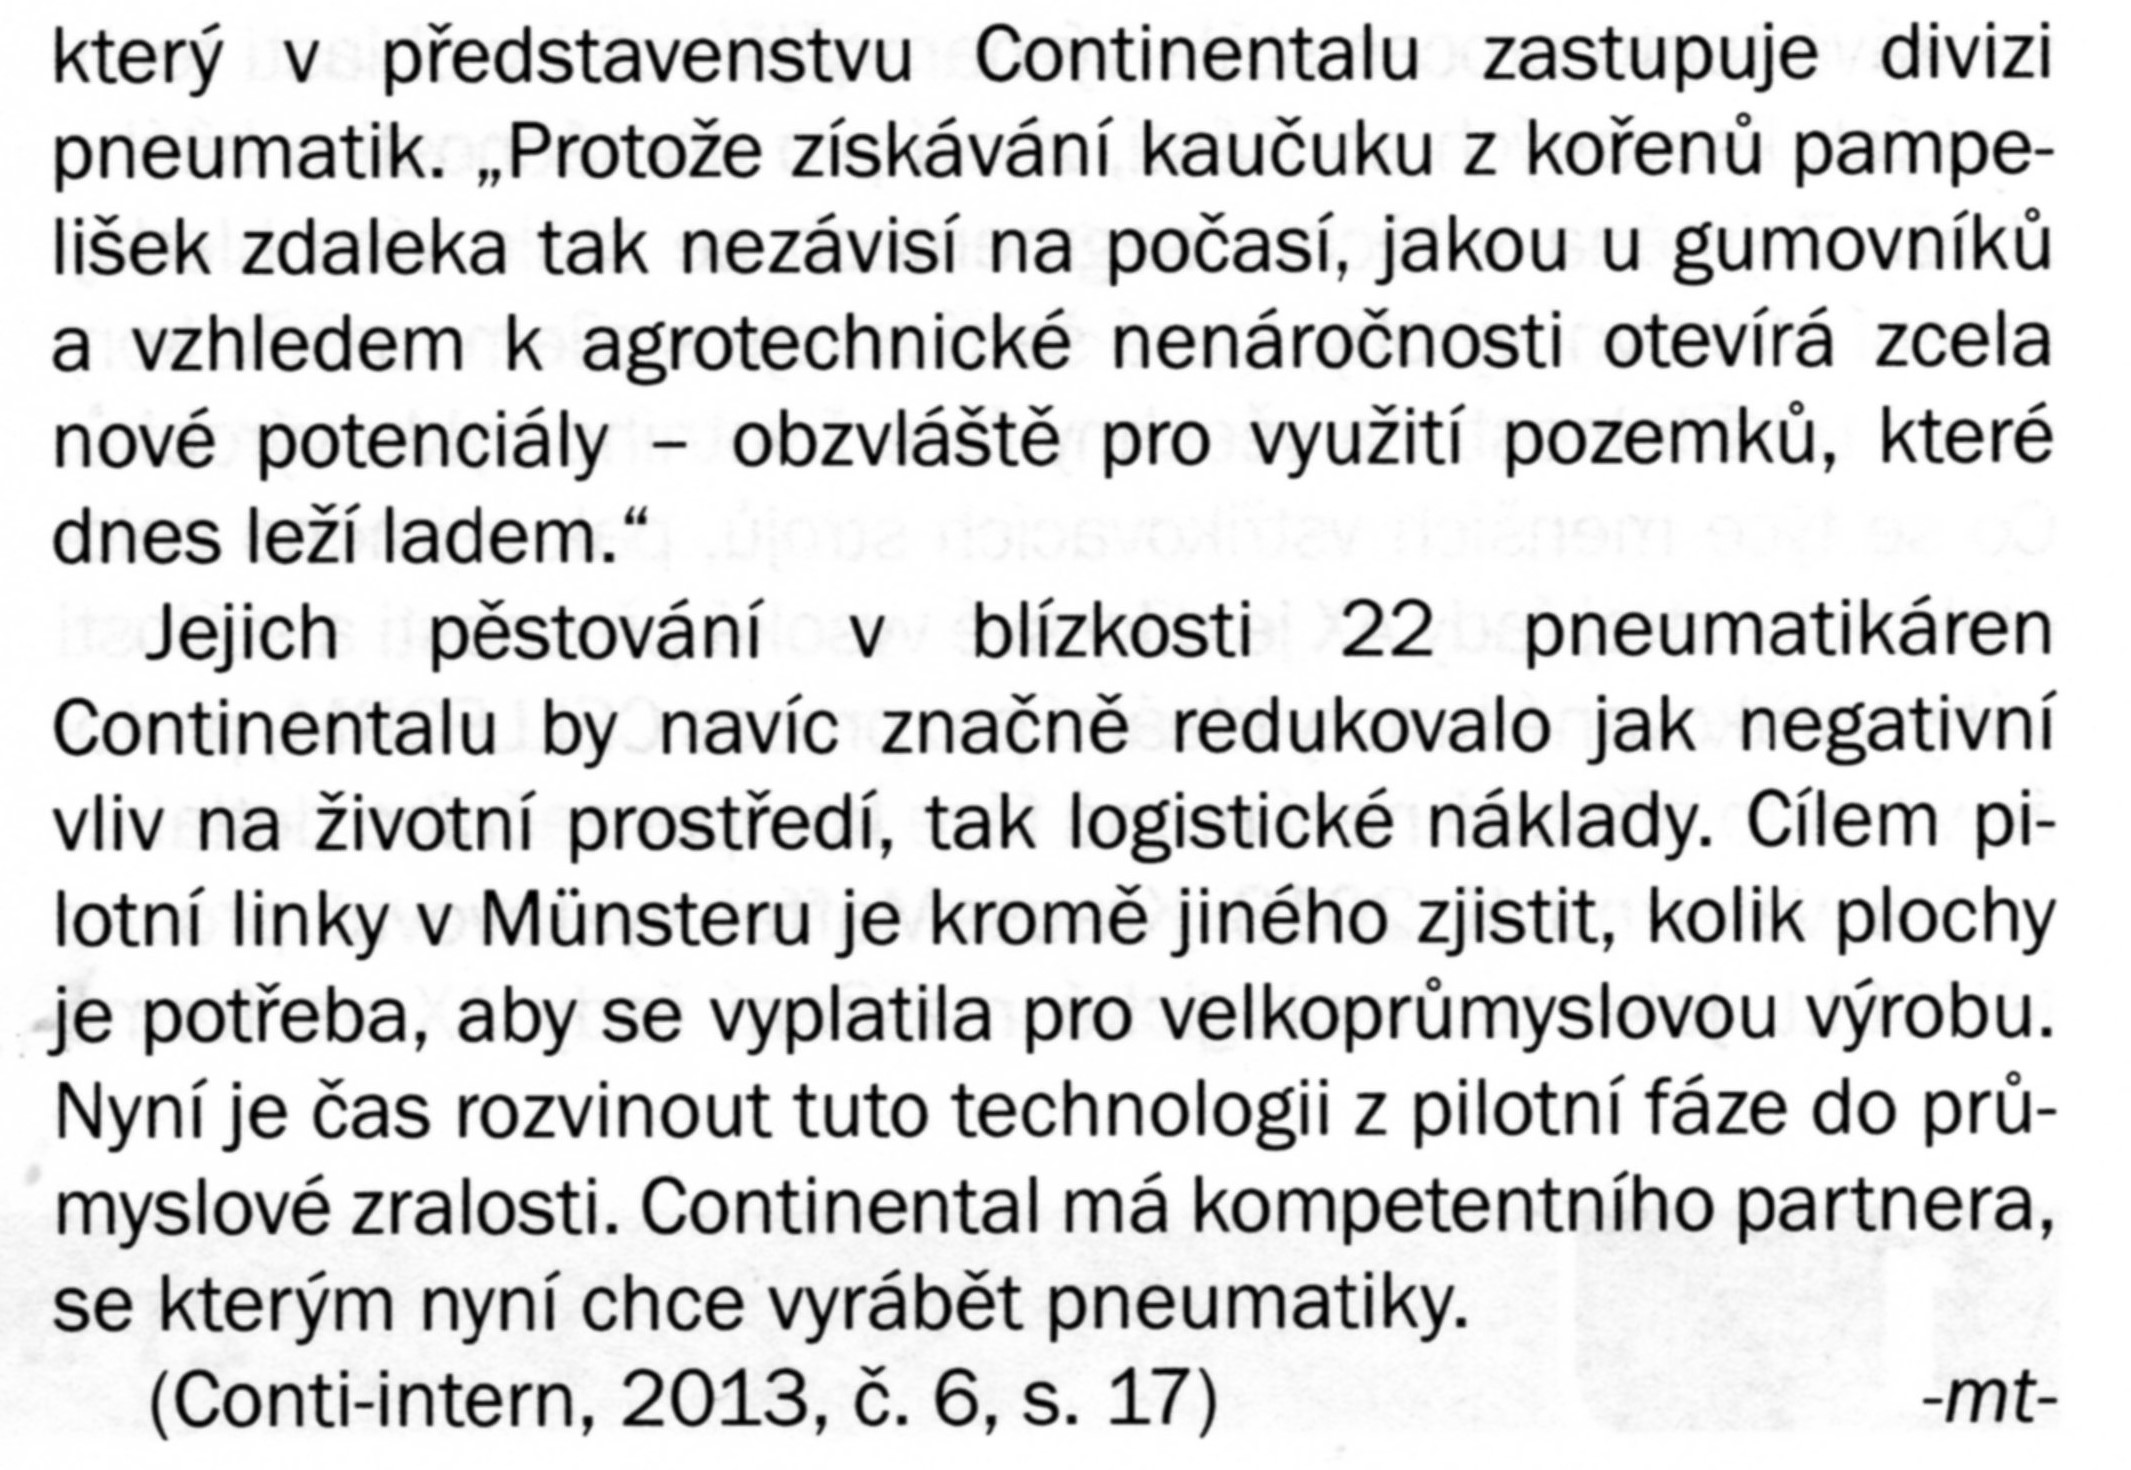 který v představenstvu Continentalu zastupuje divizi
pneumatik. „Protože získávání kaučuku z kořenů pampe-
lišek zdaleka tak nezávisí na počasí, jakou u gumovníků
a vzhledem k agrotechnické nenáročnosti otevírá zcela
nové potenciály – obzvláště pro využití pozemků, které
dnes leží ladem.“
Jejich pěstování v blízkosti 22 pneumatikáren
Continentalu by navíc značně redukovalo jak negativní
vliv na životní prostředí, tak logistické náklady. Cílem pi-
lotní linky v Münsteru je kromě jiného zjistit, kolik plochy
je potřeba, aby se vyplatila pro velkoprůmyslovou výrobu.
Nyní je čas rozvinout tuto technologii z pilotní fáze do prů-
myslové zralosti. Continental má kompetentního partnera,
se kterým nyní chce vyrábět pneumatiky.
(Conti-intern, 2013, č. 6, s. 17) -mt-